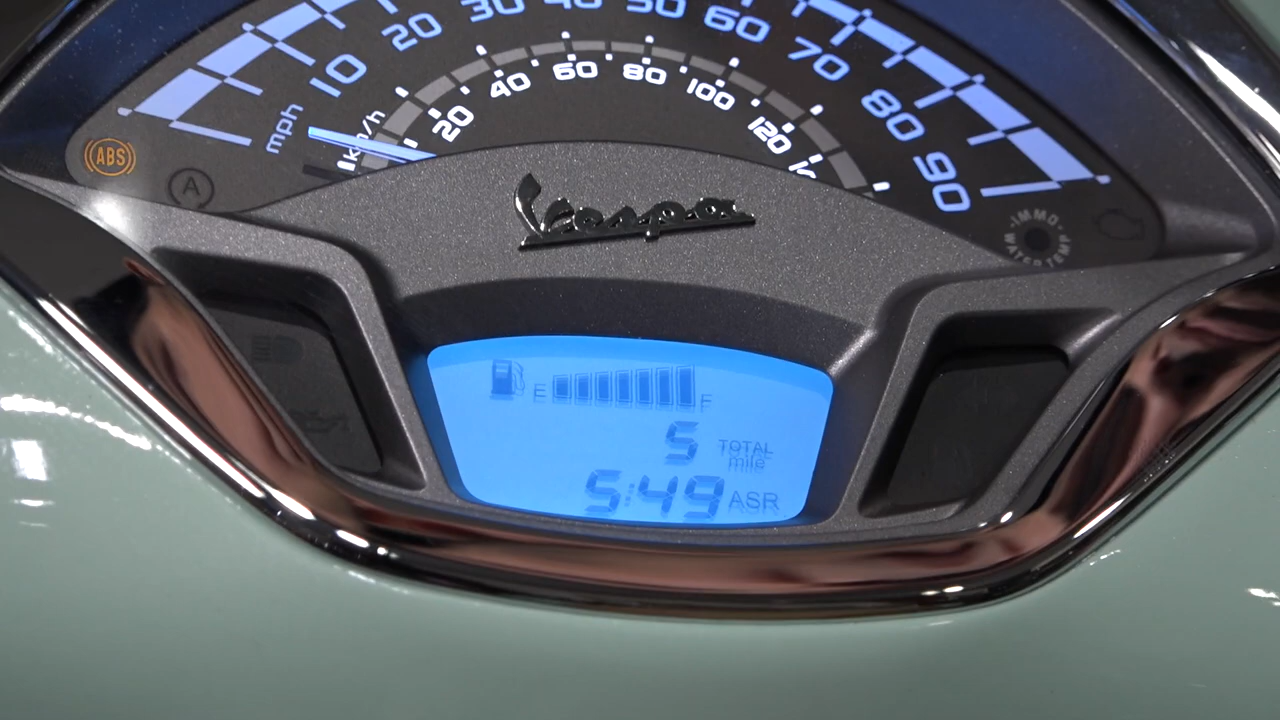 10 20 30 40 50 60 70 80 90
mph
km/h
20 40 60 80 100 120
ABS
A
Vespa
IMMO
WATER TEMP
E F
5 TOTAL
mile
5:49 ASR